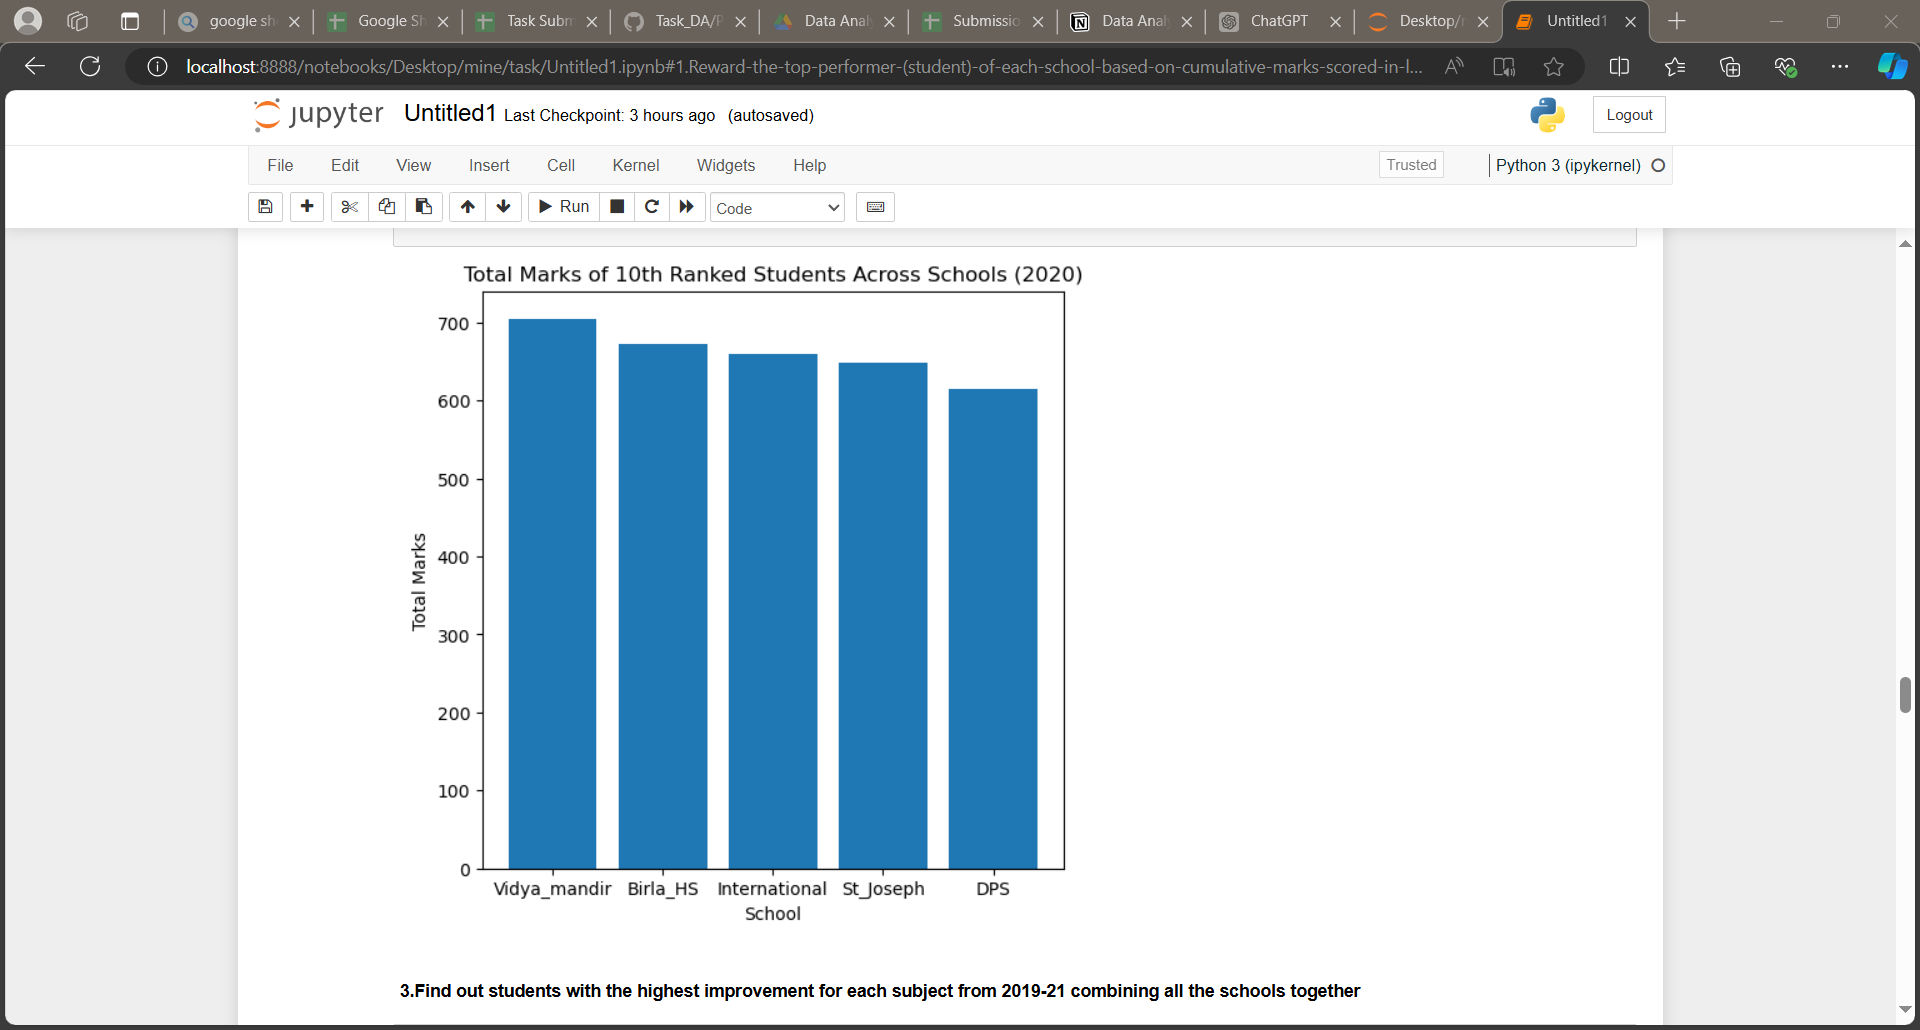 google sh
Google Sh
Task Subm
Task_DA/P
Data Anal
Submissio
Data Anal
ChatGPT
Desktop/
Untitled1
localhost:8888/notebooks/Desktop/mine/task/Untitled1.ipynb#1.Reward-the-top-performer-(student)-of-each-school-based-on-cumulative-marks-scored-in-l...
jupyter Untitled1 Last Checkpoint: 3 hours ago (autosaved)
Logout
File Edit View Insert Cell Kernel Widgets Help
Trusted
Python 3 (ipykernel)
Run
Code
Total Marks of 10th Ranked Students Across Schools (2020)
700
600
500
400
300
200
100
0
Total Marks
Vidya_mandir Birla_HS International St_Joseph DPS
School
3.Find out students with the highest improvement for each subject from 2019-21 combining all the schools together